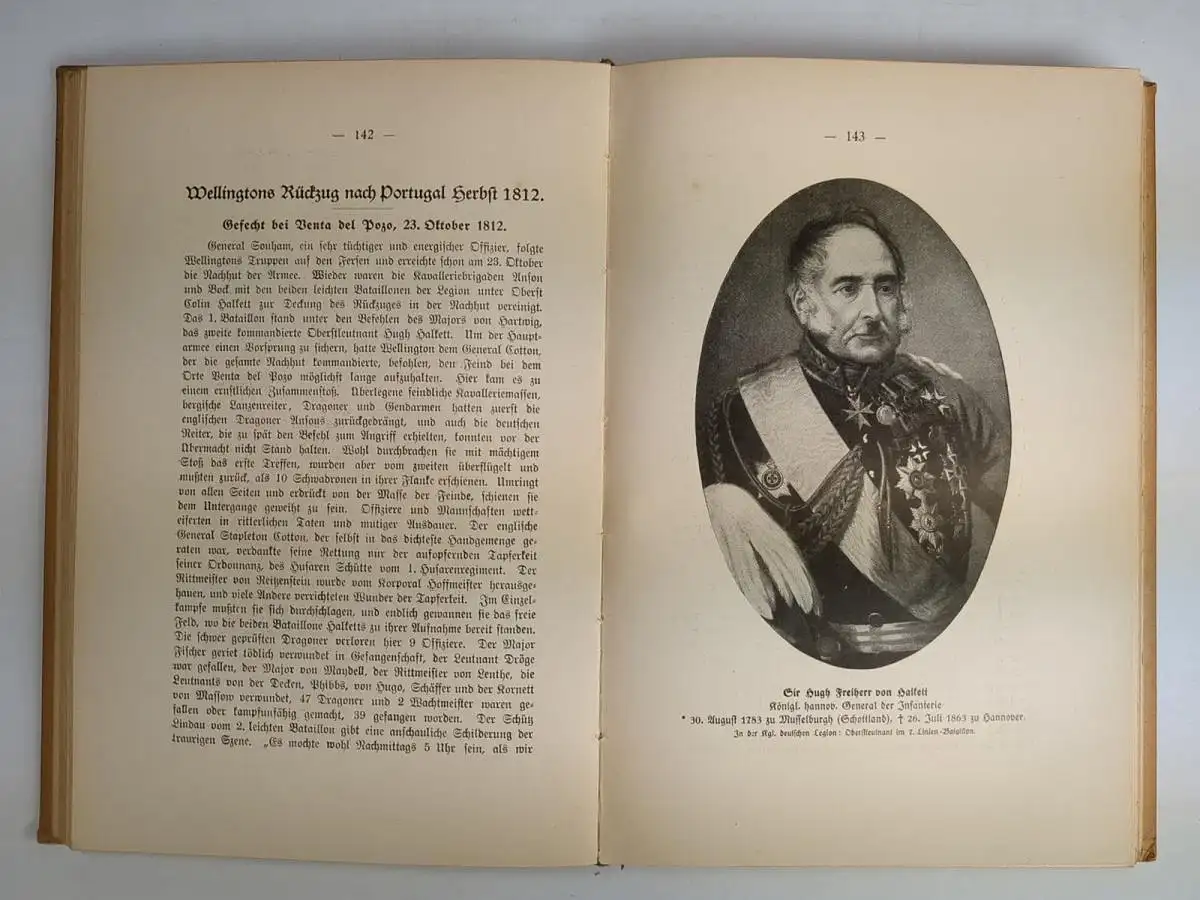 — 142 —
Wellingtons Rückzug nach Portugal Herbst 1812.
Gefecht bei Venta del Pozo, 23. Oktober 1812.
General Souham, ein sehr tüchtiger und energischer Offizier, folgte
Wellingtons Truppen auf den Fersen und erreichte schon am 23. Oktober
die Nachhut der Armee. Wieder waren die Kavalleriebrigaden Anson
und Bock mit den beiden leichten Bataillonen der Legion unter Oberst
Colin Halkett zur Deckung des Rückzuges in der Nachhut vereinigt.
Das 1. Bataillon stand unter den Befehlen des Majors von Hartwig,
das zweite kommandierte Oberstleutnant Hugh Halkett. Um der Haupt-
armee einen Vorsprung zu sichern, hatte Wellington dem General Cotton,
der die gesamte Nachhut kommandierte, befohlen, den Feind bei dem
Orte Venta del Pozo möglichst lange aufzuhalten. Hier kam es zu
einem ernstlichen Zusammenstoß. Überlegene feindliche Kavalleriemassen,
bergische Lanzenreiter, Dragoner und Gendarmen hatten zuerst die
englischen Dragoner Ansons zurückgedrängt, und auch die deutschen
Reiter, die zu spät den Befehl zum Angriff erhielten, konnten vor der
Übermacht nicht Stand halten. Wohl durchbrachen sie mit mächtigem
Stoß das erste Treffen, wurden aber vom zweiten überflügelt und
mußten zurück, als 10 Schwadronen in ihrer Flanke erschienen. Umringt
von allen Seiten und erdrückt von der Masse der Feinde, schienen sie
dem Untergange geweiht zu sein. Offiziere und Mannschaften wett-
eiferten in ritterlichen Taten und mutiger Ausdauer. Der englische
General Stapleton Cotton, der selbst in das dichteste Handgemenge ge-
raten war, verdankte seine Rettung nur der aufopfernden Tapferkeit
seiner Ordonnanz, des Husaren Schütte vom 1. Husarenregiment. Der
Rittmeister von Reitzenstein wurde vom Korporal Hoffmeister herausge-
hauen, und viele Andere verrichteten Wunder der Tapferkeit. Im Einzel-
kampfe mußten sie sich durchschlagen, und endlich gewannen sie das freie
Feld, wo die beiden Bataillone Halketts zu ihrer Aufnahme bereit standen.
Die schwer geprüften Dragoner verloren hier 9 Offiziere. Der Major
Fischer geriet tödlich verwundet in Gefangenschaft, der Leutnant Dröge
war gefallen, der Major von Maydell, der Rittmeister von Lenthe, die
Leutnants von der Decken, Phibbs, von Hugo, Schäffer und der Kornett
von Massow verwundet, 47 Dragoner und 2 Wachtmeister waren ge-
fallen oder kampfunfähig gemacht, 39 gefangen worden. Der Schütz
Lindau vom 2. leichten Bataillon gibt eine anschauliche Schilderung der
traurigen Szene. „Es mochte wohl Nachmittags 5 Uhr sein, als wir
— 143 —
Sir Hugh Freiherr von Halkett
Königl. hannov. General der Infanterie
* 30. August 1783 zu Musselburgh (Schottland), † 26. Juli 1863 zu Hannover.
In der Kgl. deutschen Legion: Oberstleutnant im 7. Linien-Bataillon.